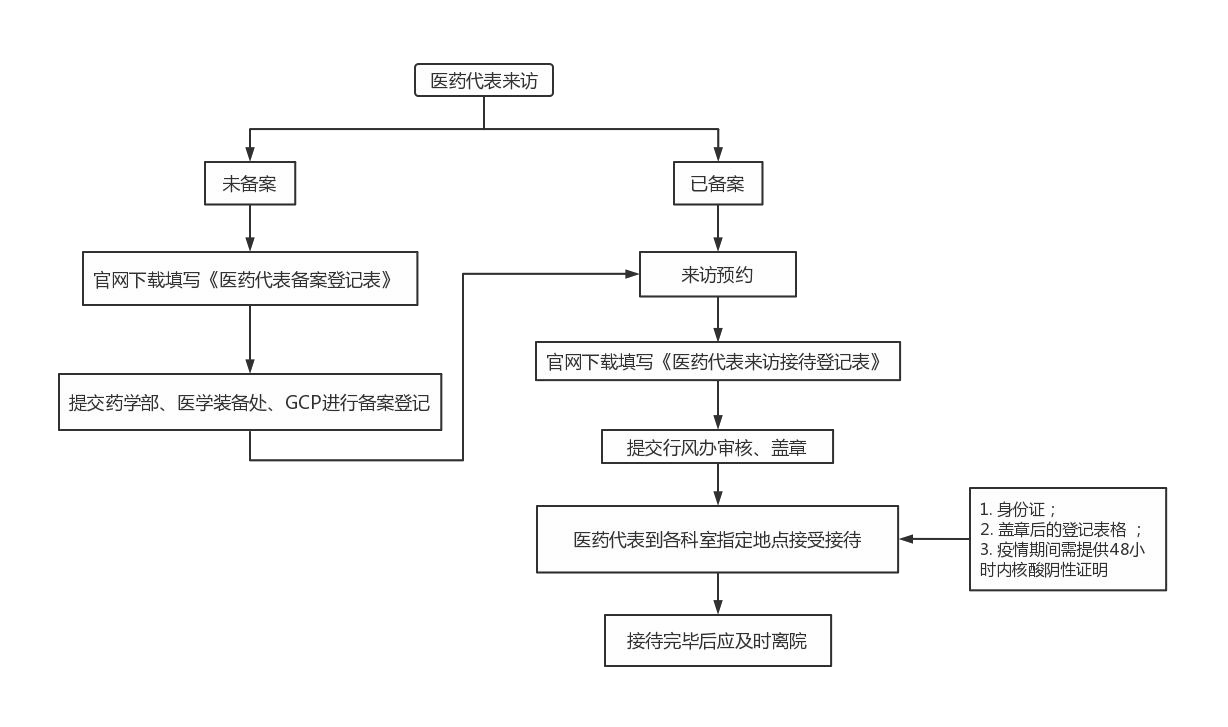 医药代表来访
未备案
已备案
官网下载填写《医药代表备案登记表》
来访预约
官网下载填写《医药代表来访接待登记表》
提交药学部、医学装备处、GCP进行备案登记
提交行风办审核、盖章
医药代表到各科室指定地点接受接待
1. 身份证；
2. 盖章后的登记表格 ；
3. 疫情期间需提供48小
时内核酸阴性证明
接待完毕后应及时离院